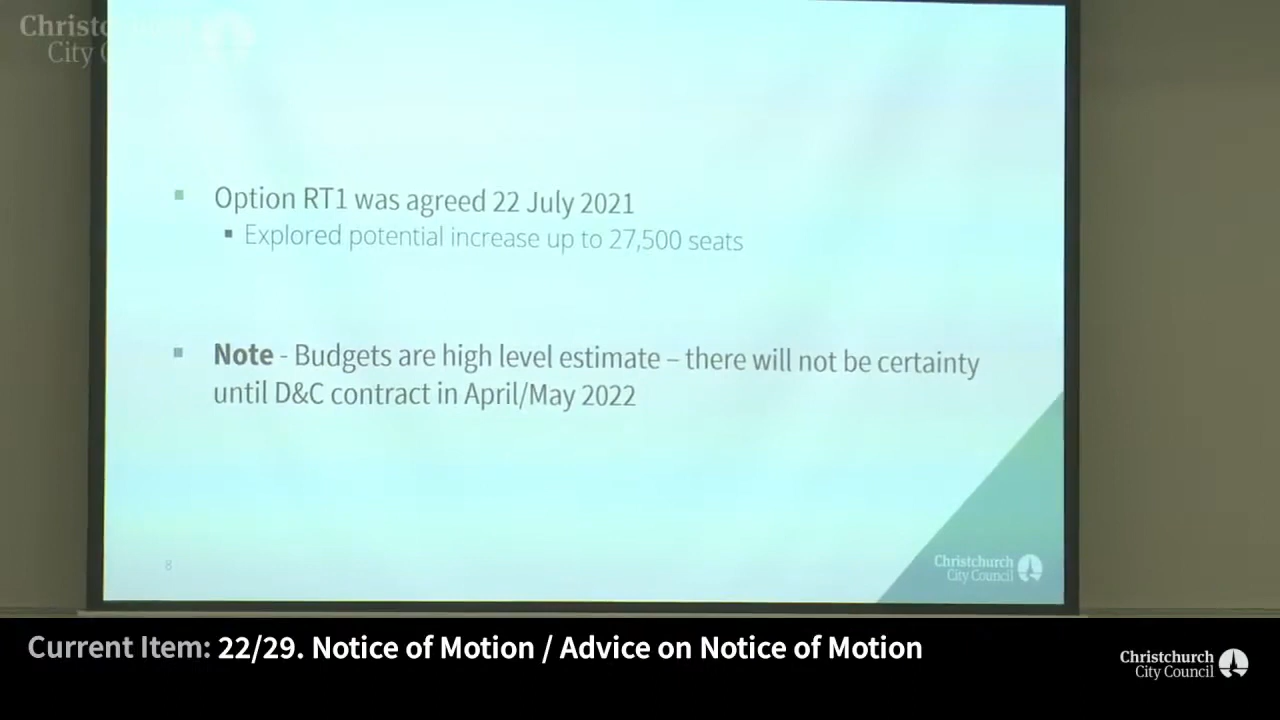 Christchurch
City
Option RT1 was agreed 22 July 2021
Explored potential increase up to 27,500 seats
Note - Budgets are high level estimate – there will not be certainty
until D&C contract in April/May 2022
8
Christchurch
City Council
Current Item: 22/29. Notice of Motion / Advice on Notice of Motion
Christchurch
City Council